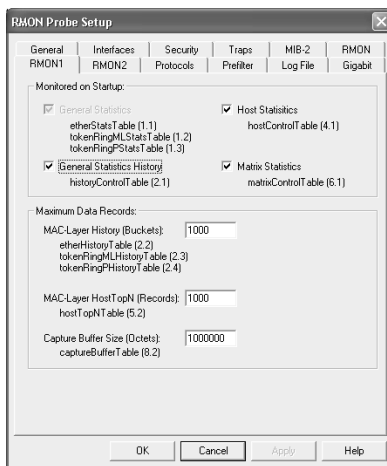 RMON Probe Setup
General Interfaces Security Traps MIB-2 RMON
RMON1 RMON2 Protocols Prefilter Log File Gigabit
Monitored on Startup:
General Statistics
etherStatsTable (1.1)
tokenRingMLStatsTable (1.2)
tokenRingPStatsTable (1.3)
General Statistics History
historyControlTable (2.1)
Host Statisitics
hostControlTable (4.1)
Matrix Statistics
matrixControlTable (6.1)
Maximum Data Records:
MAC-Layer History (Buckets): 1000
etherHistoryTable (2.2)
tokenRingMLHistoryTable (2.3)
tokenRingPHistoryTable (2.4)
MAC-Layer HostTopN (Records): 1000
hostTopNTable (5.2)
Capture Buffer Size (Octets): 1000000
captureBufferTable (8.2)
OK Cancel Apply Help